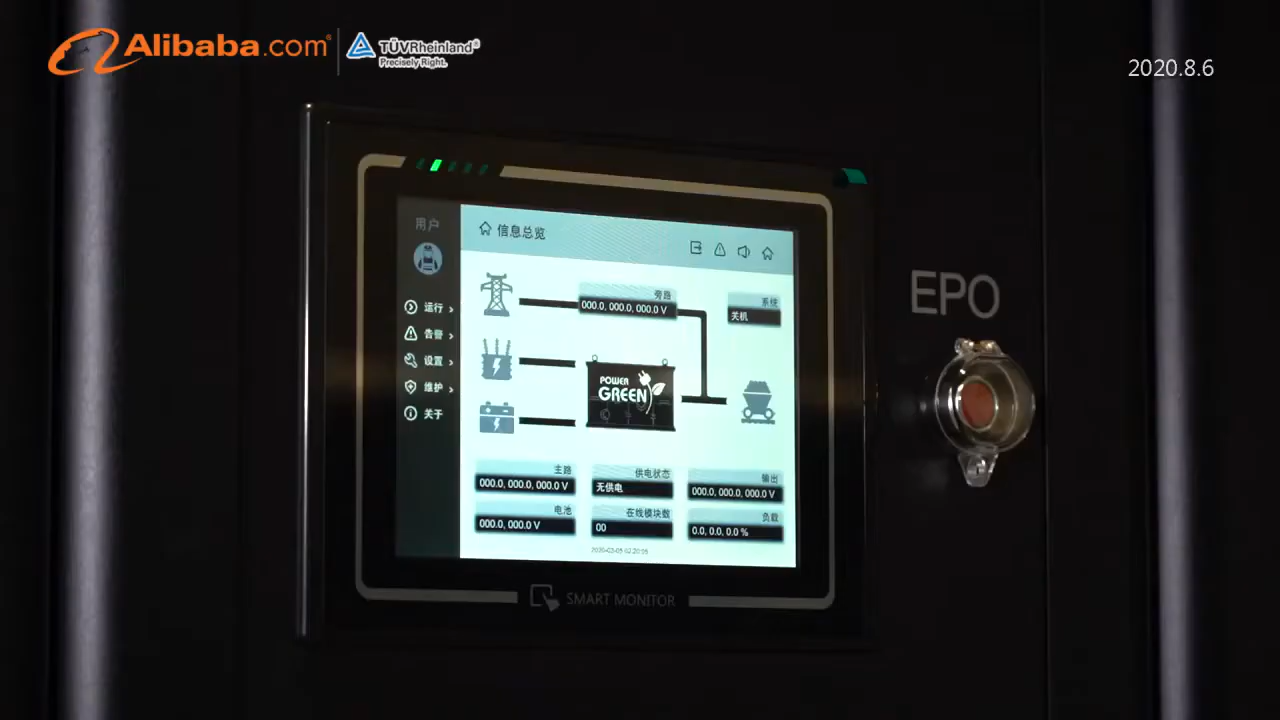 Alibaba.com
TÜVRheinland®
Precisely Right.
2020.8.6
用户
信息总览
运行
告警
设置
维护
关于
旁路
000.0, 000.0, 000.0 V
系统
关机
POWER
GREEN
主路
000.0, 000.0, 000.0 V
供电状态
无供电
输出
000.0, 000.0, 000.0 V
电池
000.0, 000.0 V
在线模块数
00
负载
0.0, 0.0, 0.0 %
SMART MONITOR
EPO